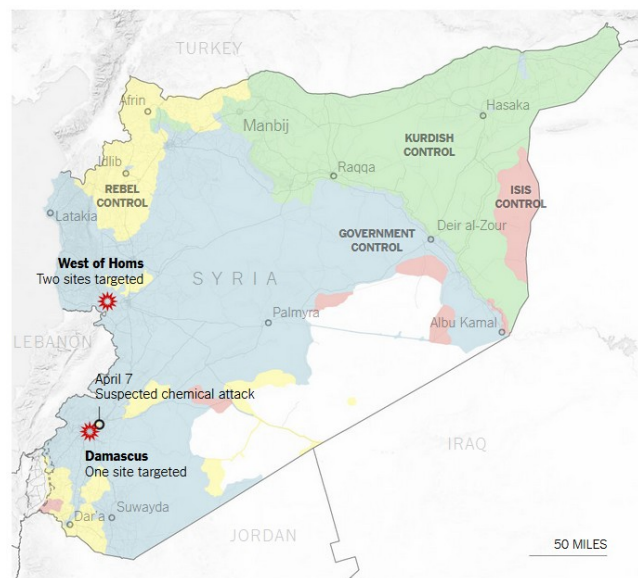 TURKEY
Afrin
Manbij
Hasaka
KURDISH
CONTROL
Idlib
Raqqa
REBEL
CONTROL
ISIS
CONTROL
Latakia
Deir al-Zour
GOVERNMENT
CONTROL
West of Homs
Two sites targeted
SYRIA
Palmyra
Albu Kamal
LEBANON
April 7
Suspected chemical attack
IRAQ
Damascus
One site targeted
Dar'a
Suwayda
JORDAN
50 MILES